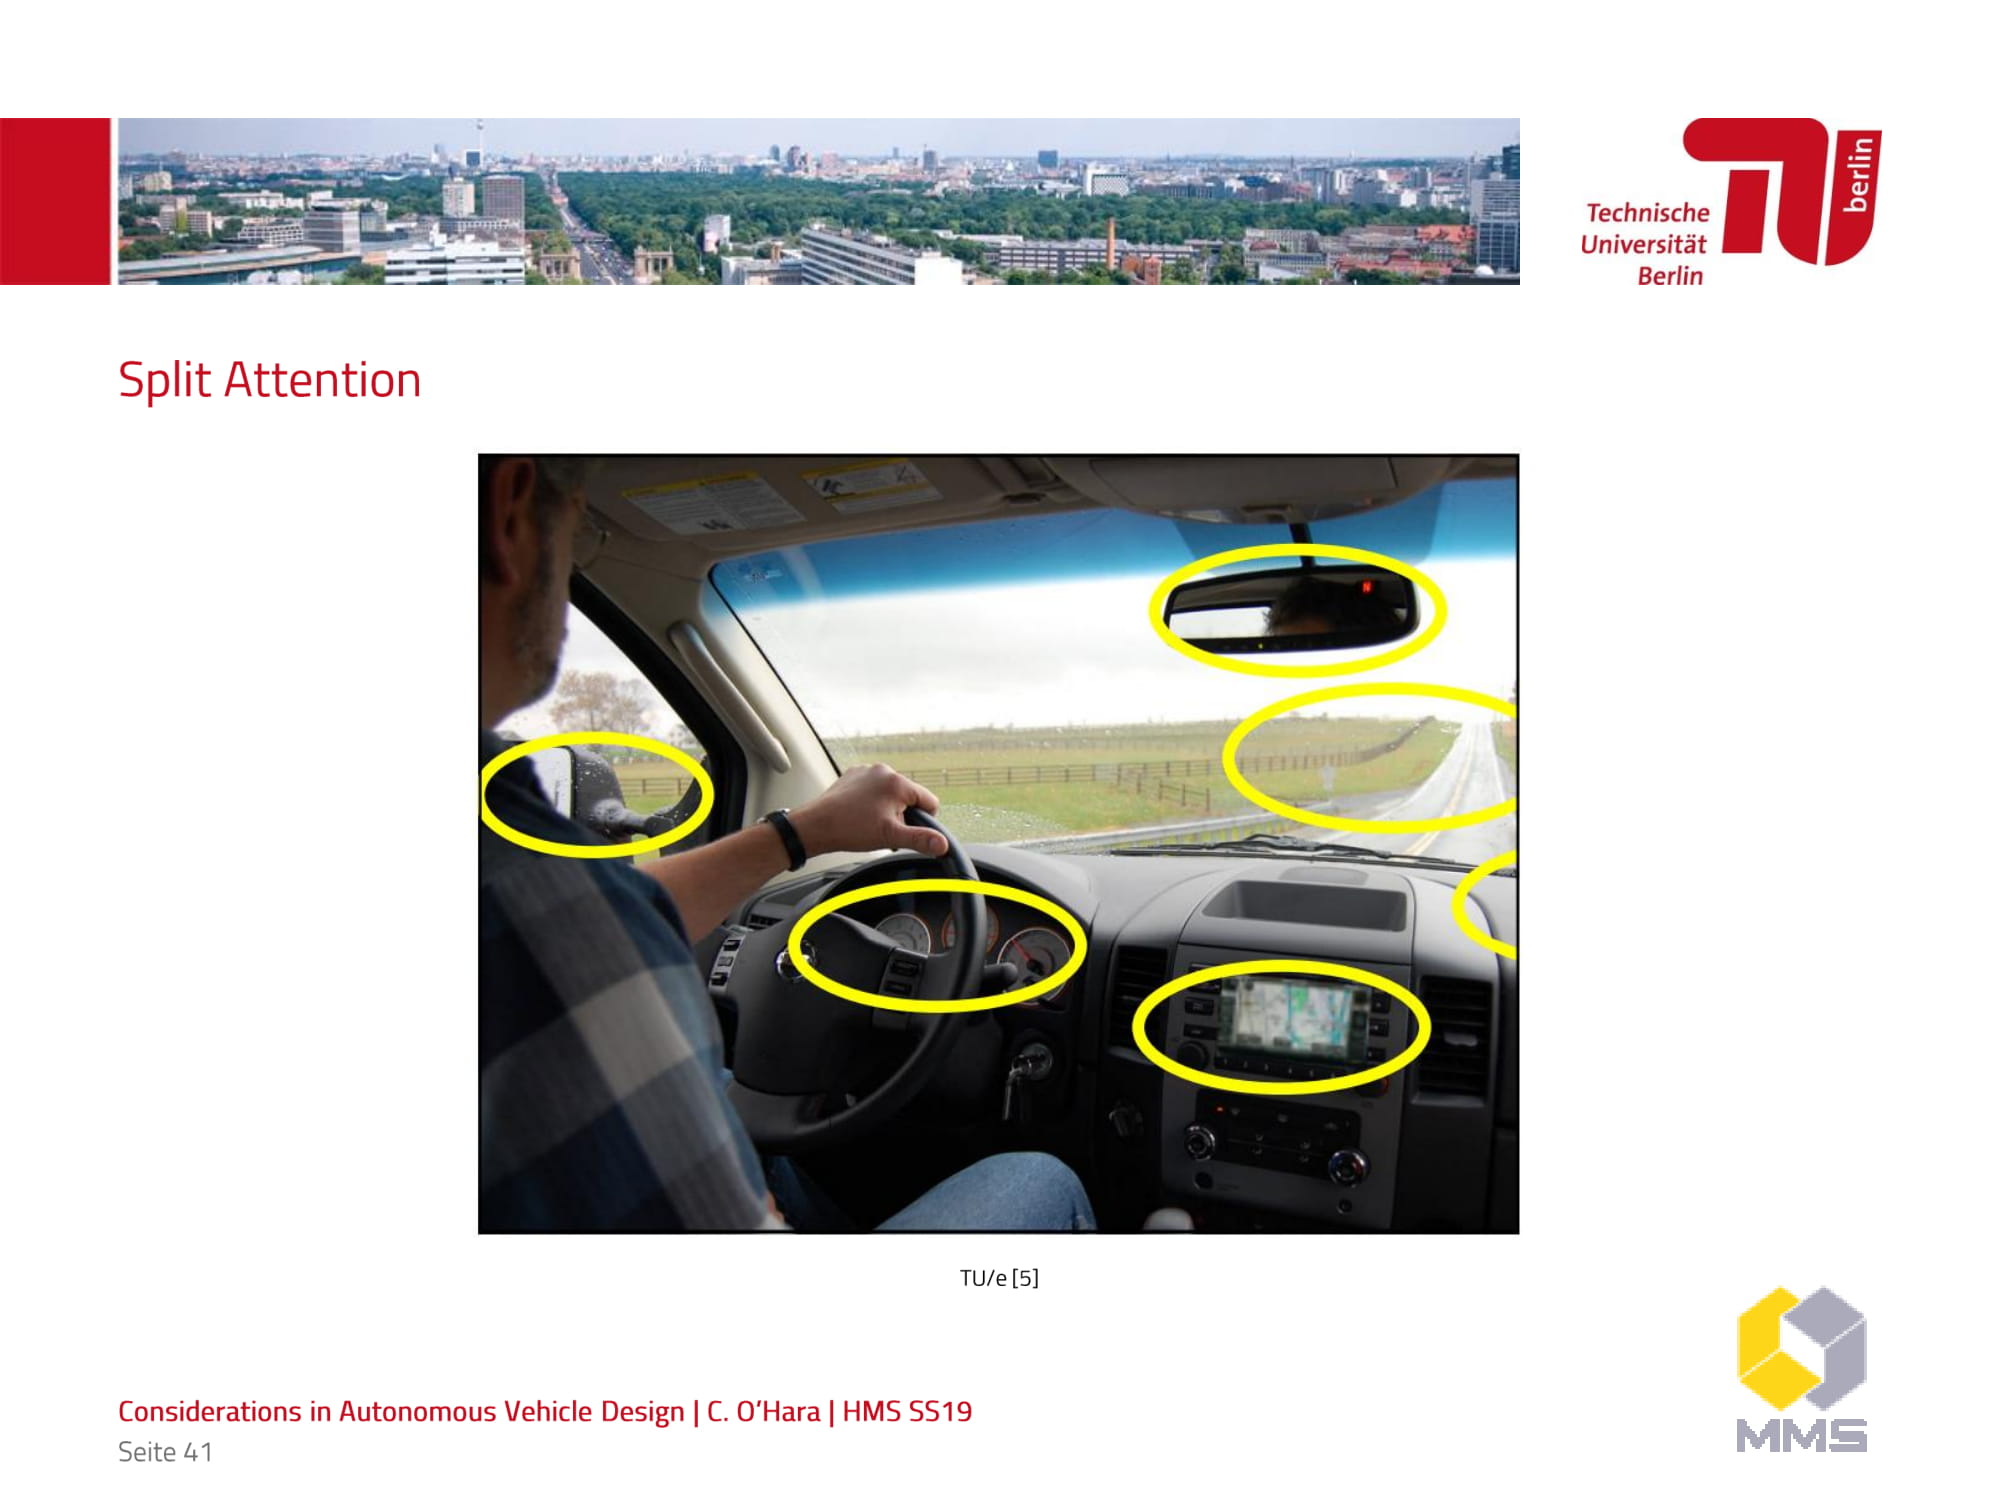 berlin
Technische
Universität
Berlin
Split Attention
N
TU/e [5]
Considerations in Autonomous Vehicle Design | C. O'Hara | HMS SS19
Seite 41
MMS